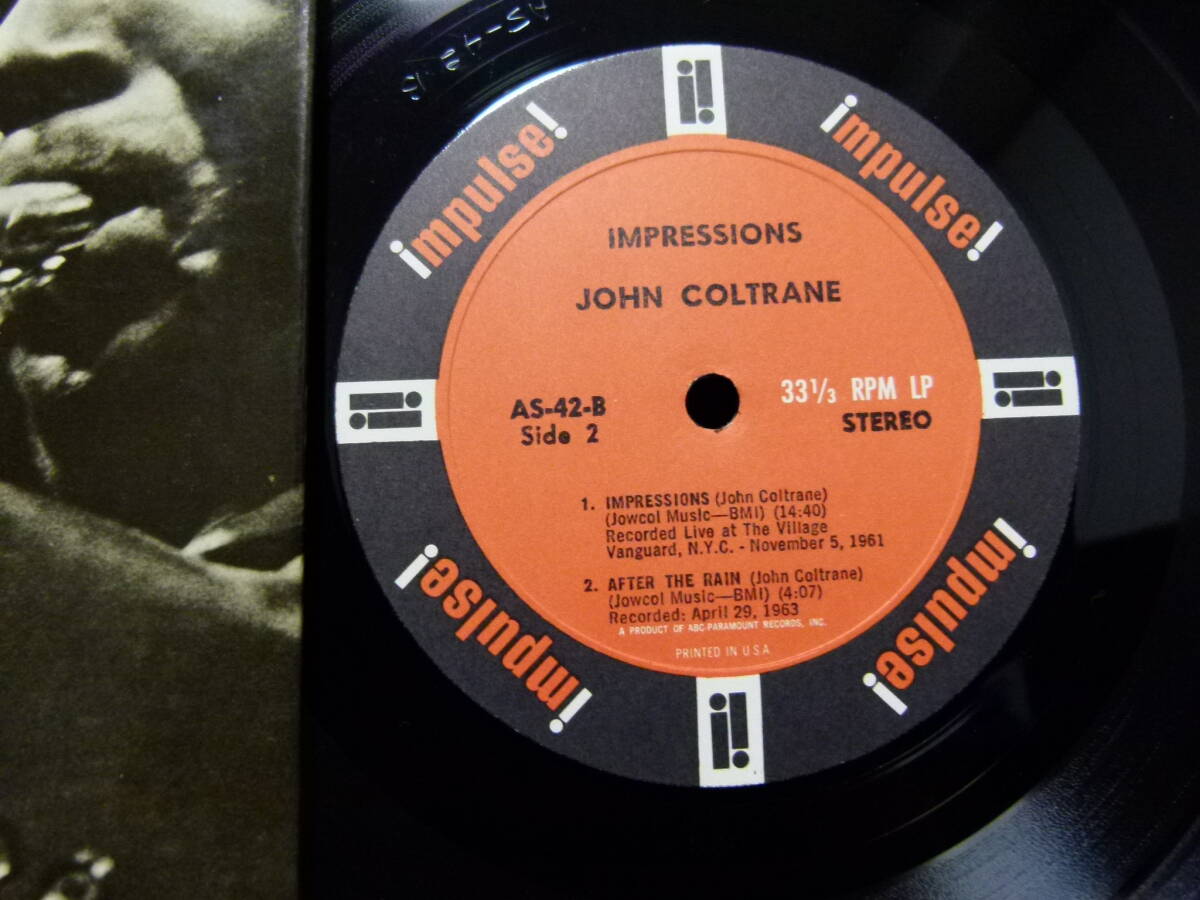 impulse!
impulse!
IMPRESSIONS
JOHN COLTRANE
AS-42-B
Side 2
33⅓ RPM LP
STEREO
1. IMPRESSIONS (John Coltrane)
(Jowcol Music—BMI) (14:40)
Recorded Live at The Village
Vanguard, N.Y.C. - November 5, 1961
2. AFTER THE RAIN (John Coltrane)
(Jowcol Music—BMI) (4:07)
Recorded: April 29, 1963
A PRODUCT OF ABC-PARAMOUNT RECORDS, INC.
PRINTED IN U.S.A.
impulse!
impulse!